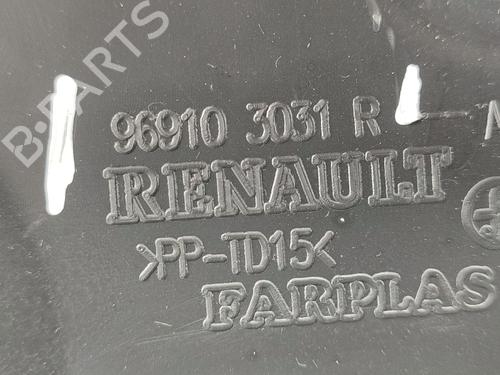 96910 3031 R — A
RENAULT
>PP-TD15<
FARPLAS
B-PARTS